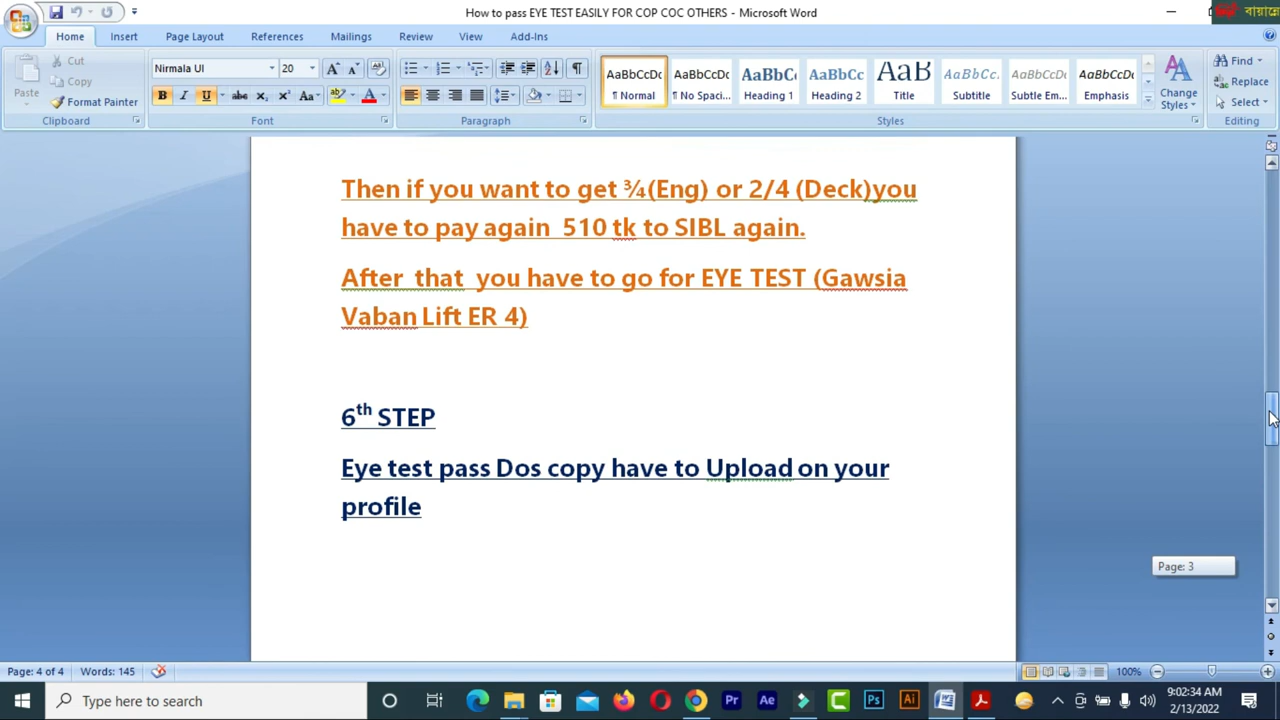 How to pass EYE TEST EASILY FOR COP COC OTHERS - Microsoft Word
বায়ান্নো
Home Insert Page Layout References Mailings Review View Add-Ins
Paste
Cut
Copy
Format Painter
Clipboard
Nirmala UI 20
Font
Paragraph
AaBbCcDc AaBbCcDc AaBbCc AaBbCc AaB AaBbCc. AaBbCcDc AaBbCcDc
¶ Normal ¶ No Spaci... Heading 1 Heading 2 Title Subtitle Subtle Em... Emphasis
Change Styles
Styles
Find
Replace
Select
Editing
Then if you want to get ¾(Eng) or 2/4 (Deck)you
have to pay again 510 tk to SIBL again.
After that you have to go for EYE TEST (Gawsia
Vaban Lift ER 4)
6th STEP
Eye test pass Dos copy have to Upload on your
profile
Page: 3
Page: 4 of 4 Words: 145 100%
Type here to search
9:02:34 AM
2/13/2022